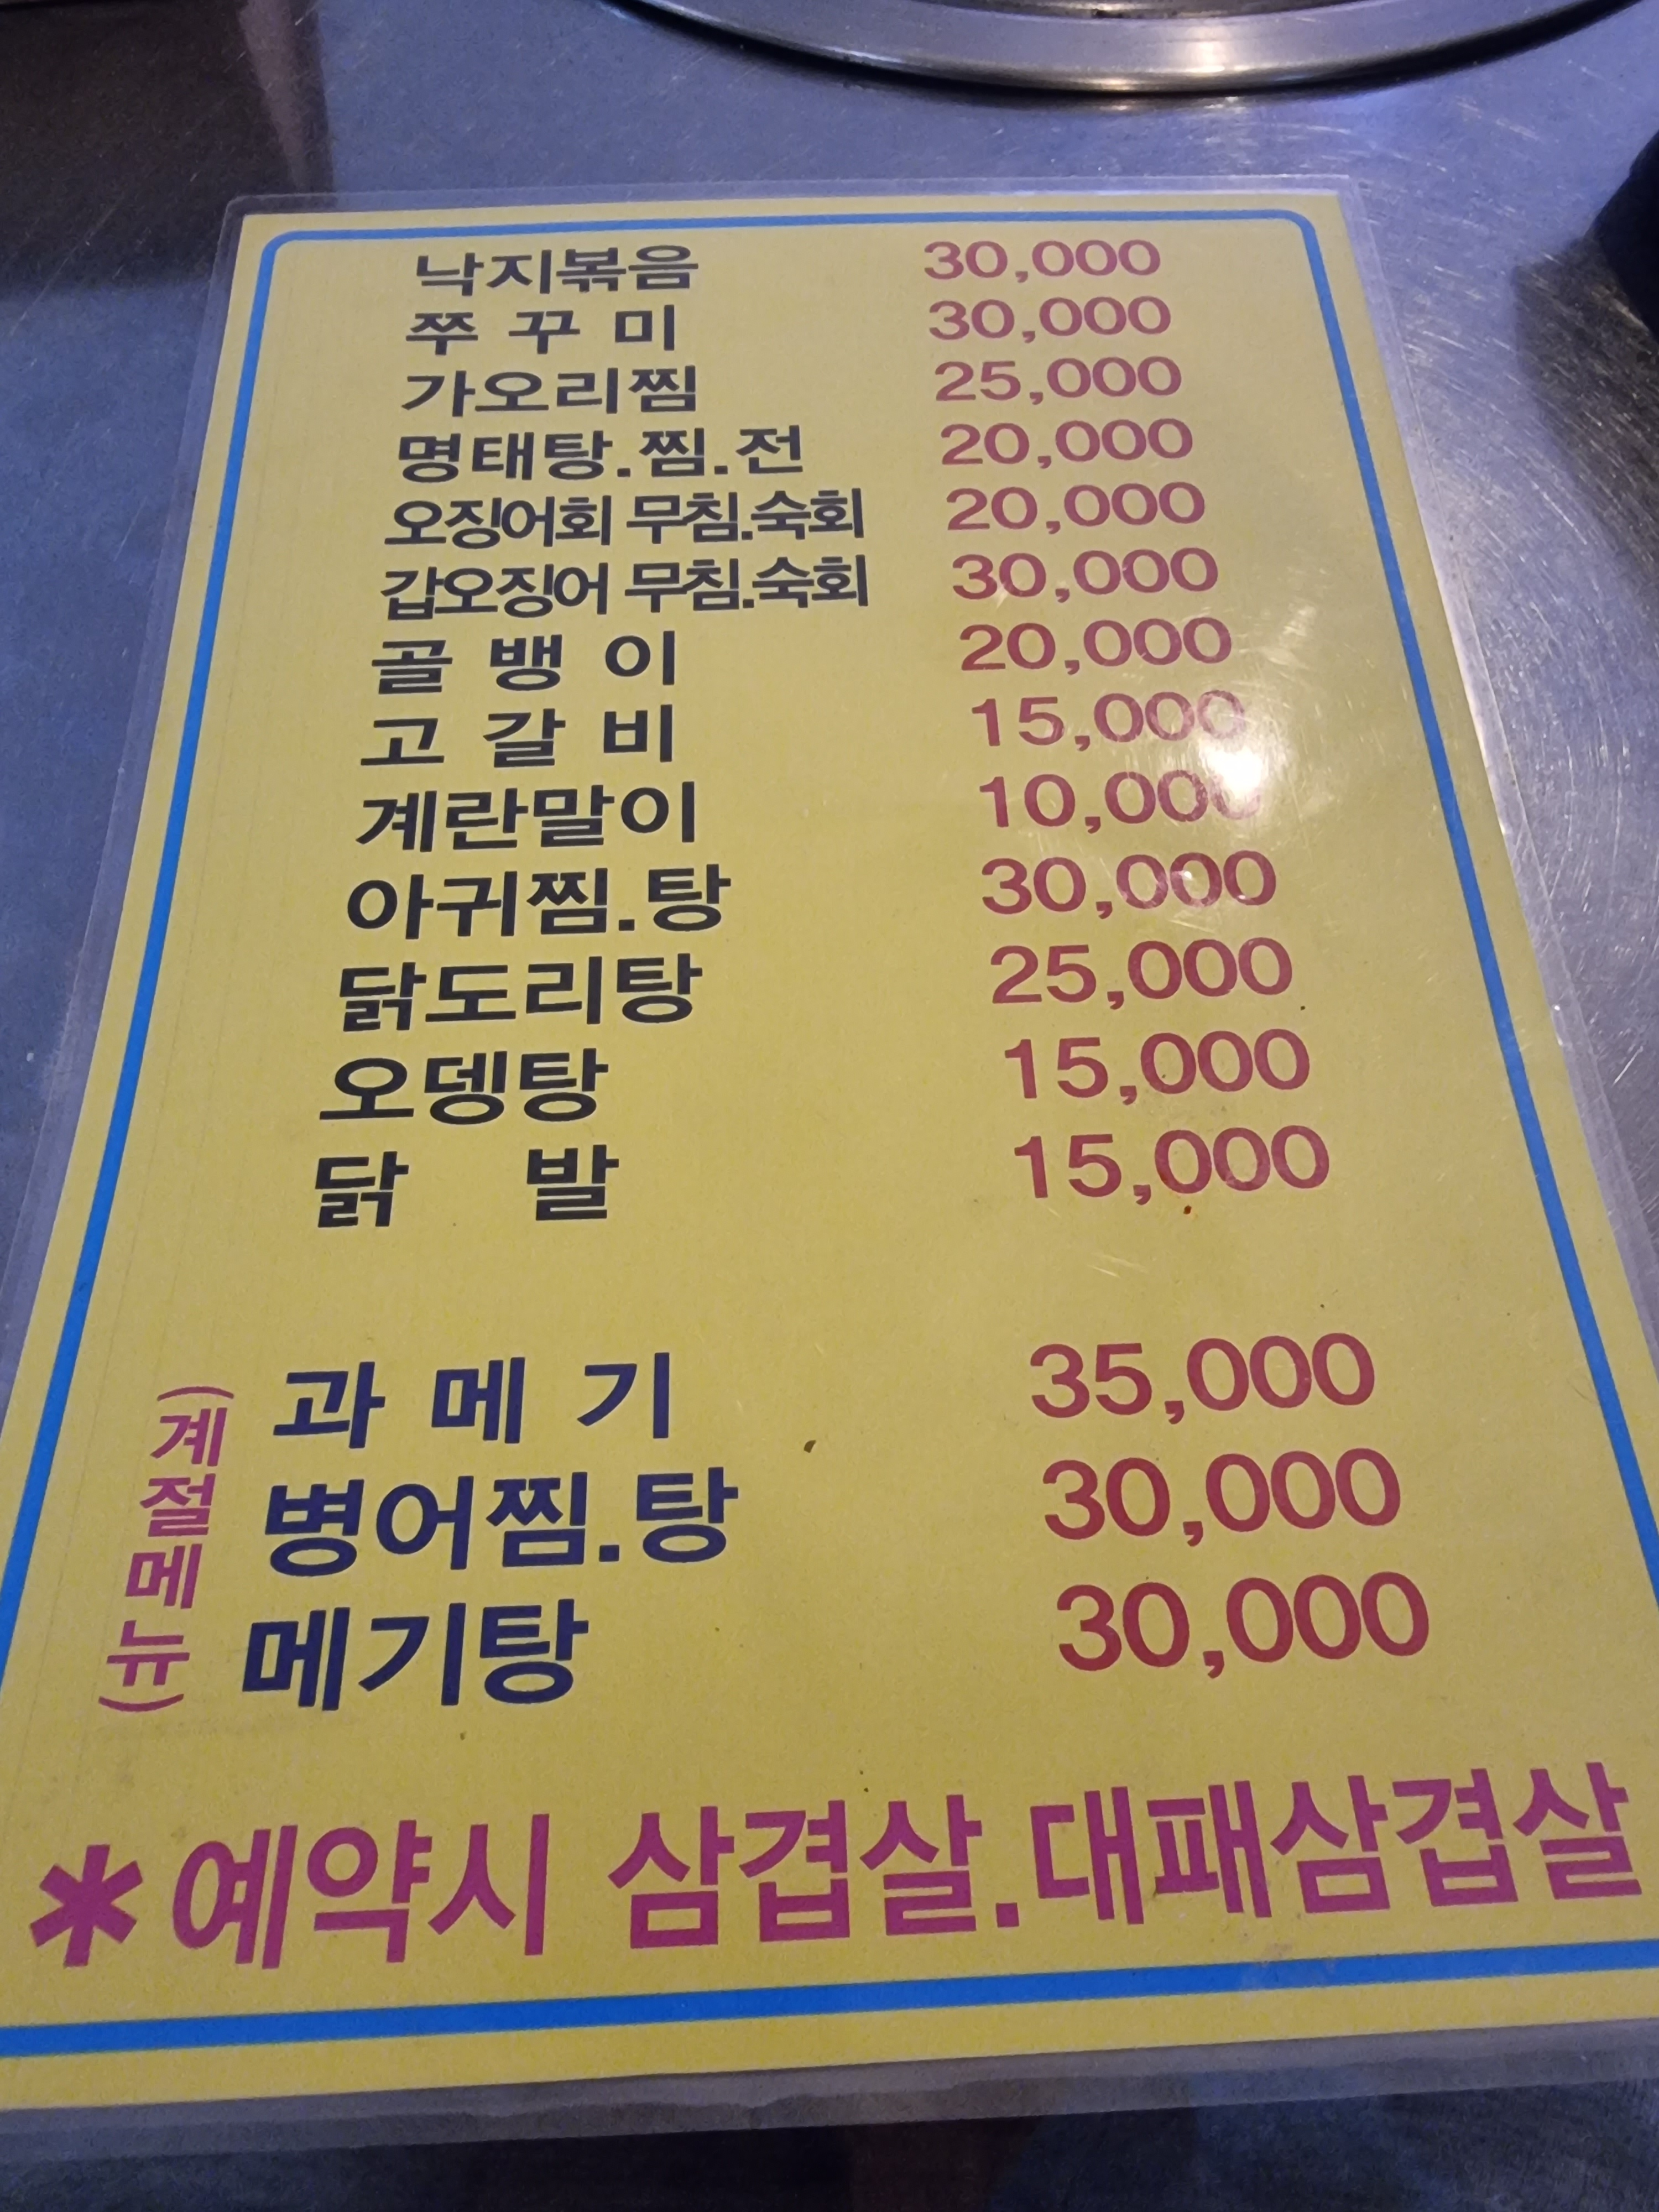 낙지볶음 30,000
쭈 꾸 미 30,000
가오리찜 25,000
명태탕.찜.전 20,000
오징어회 무침.숙회 20,000
갑오징어 무침.숙회 30,000
골 뱅 이 20,000
고 갈 비 15,000
계란말이 10,000
아귀찜.탕 30,000
닭도리탕 25,000
오뎅탕 15,000
닭 발 15,000
(계절메뉴)
과 메 기 35,000
병어찜.탕 30,000
메기탕 30,000
*예약시 삼겹살.대패삼겹살